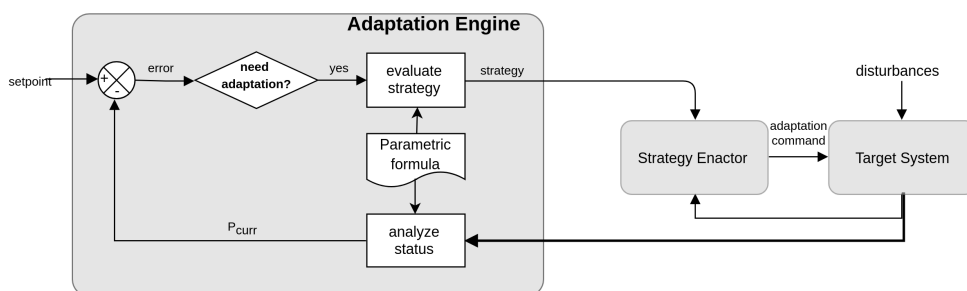 Adaptation Engine
setpoint
+
-
error
need
adaptation?
yes
evaluate
strategy
strategy
disturbances
Parametric
formula
Strategy Enactor
adaptation
command
Target System
analyze
status
Pcurr